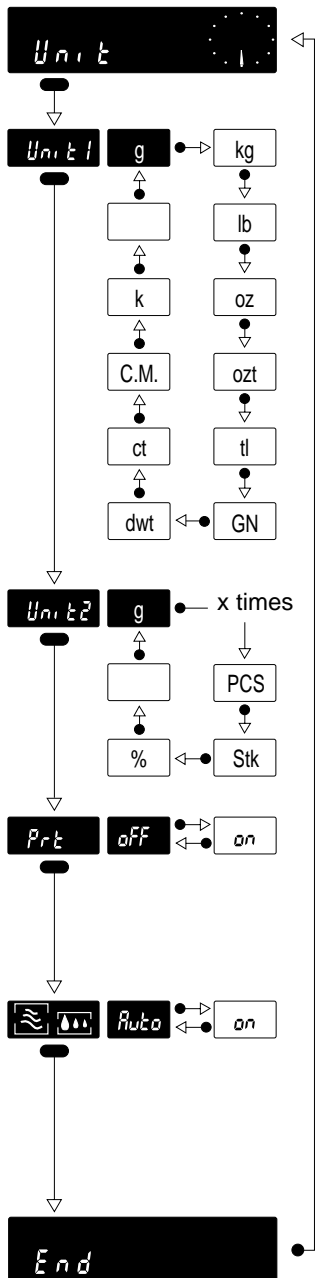 Unit
Unit1 g kg
lb
k oz
C.M. ozt
ct tl
dwt GN
Unit2 g x times
PCS
% Stk
Prt oFF on
Auto on
End